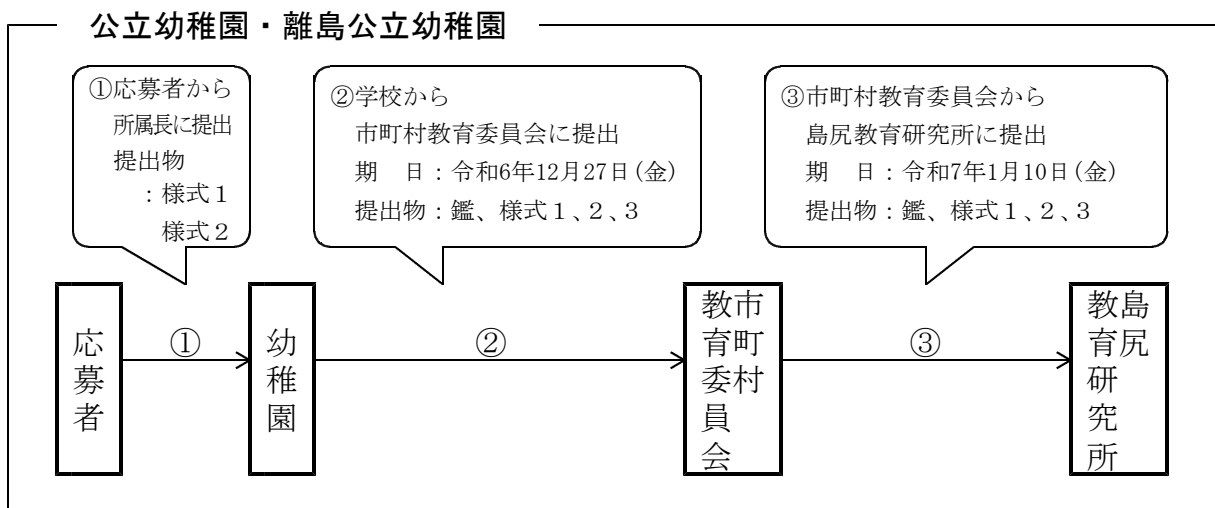 公立幼稚園・離島公立幼稚園
①応募者から
所属長に提出
提出物
：様式１
様式２
②学校から
市町村教育委員会に提出
期　日：令和6年12月27日(金)
提出物：鑑、様式１、２、３
③市町村教育委員会から
島尻教育研究所に提出
期　日：令和7年1月10日(金)
提出物：鑑、様式１、２、３
応募者
①
幼稚園
②
市町村
教育委員会
③
島尻
教育研究所